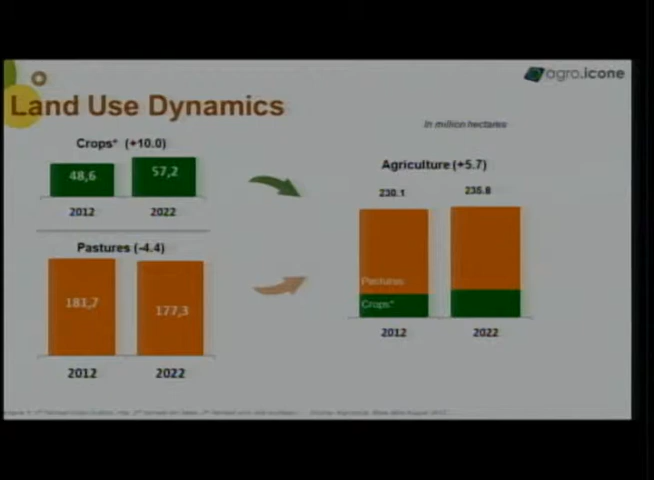 agro.icone
Land Use Dynamics
In million hectares
Crops* (+10.0)
48,6
57,2
2012
2022
Pastures (-4.4)
181,7
177,3
2012
2022
Agriculture (+5.7)
230.1
235.8
Pastures
Crops*
2012
2022